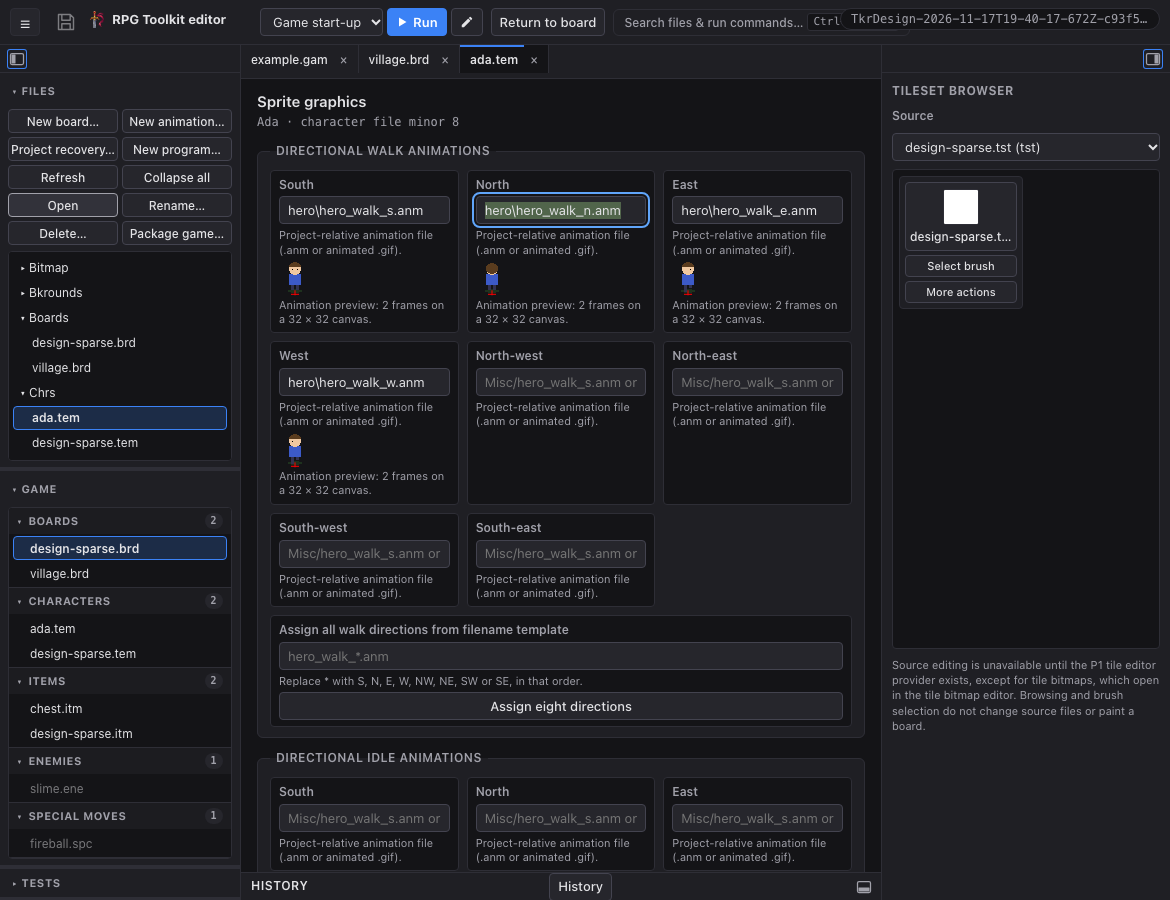 RPG Toolkit editor
Game start-up
Run
Return to board
Search files & run commands...
Ctrl
TkrDesign-2026-11-17T19-40-17-672Z-c93f5…
example.gam ×
village.brd ×
ada.tem ×
FILES
New board...
New animation...
Project recovery...
New program...
Refresh
Collapse all
Open
Rename...
Delete...
Package game...
Bitmap
Bkrounds
Boards
design-sparse.brd
village.brd
Chrs
ada.tem
design-sparse.tem
GAME
BOARDS 2
design-sparse.brd
village.brd
CHARACTERS 2
ada.tem
design-sparse.tem
ITEMS 2
chest.itm
design-sparse.itm
ENEMIES 1
slime.ene
SPECIAL MOVES 1
fireball.spc
TESTS
Sprite graphics
Ada · character file minor 8
DIRECTIONAL WALK ANIMATIONS
South
hero\hero_walk_s.anm
Project-relative animation file
(.anm or animated .gif).
Animation preview: 2 frames on
a 32 × 32 canvas.
North
hero\hero_walk_n.anm
Project-relative animation file
(.anm or animated .gif).
Animation preview: 2 frames on
a 32 × 32 canvas.
East
hero\hero_walk_e.anm
Project-relative animation file
(.anm or animated .gif).
Animation preview: 2 frames on
a 32 × 32 canvas.
West
hero\hero_walk_w.anm
Project-relative animation file
(.anm or animated .gif).
Animation preview: 2 frames on
a 32 × 32 canvas.
North-west
Misc/hero_walk_s.anm or
Project-relative animation file
(.anm or animated .gif).
North-east
Misc/hero_walk_s.anm or
Project-relative animation file
(.anm or animated .gif).
South-west
Misc/hero_walk_s.anm or
Project-relative animation file
(.anm or animated .gif).
South-east
Misc/hero_walk_s.anm or
Project-relative animation file
(.anm or animated .gif).
Assign all walk directions from filename template
hero_walk_*.anm
Replace * with S, N, E, W, NW, NE, SW or SE, in that order.
Assign eight directions
DIRECTIONAL IDLE ANIMATIONS
South
Misc/hero_walk_s.anm or
Project-relative animation file
(.anm or animated .gif).
North
Misc/hero_walk_s.anm or
Project-relative animation file
(.anm or animated .gif).
East
Misc/hero_walk_s.anm or
Project-relative animation file
(.anm or animated .gif).
HISTORY
History
TILESET BROWSER
Source
design-sparse.tst (tst)
design-sparse.t...
Select brush
More actions
Source editing is unavailable until the P1 tile editor
provider exists, except for tile bitmaps, which open
in the tile bitmap editor. Browsing and brush
selection do not change source files or paint a
board.